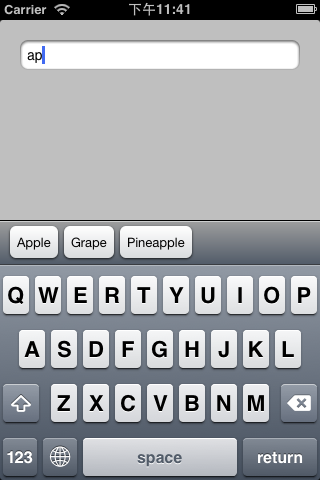 Carrier 下午11:41
ap
Apple Grape Pineapple
Q W E R T Y U I O P
A S D F G H J K L
Z X C V B N M
123 space return